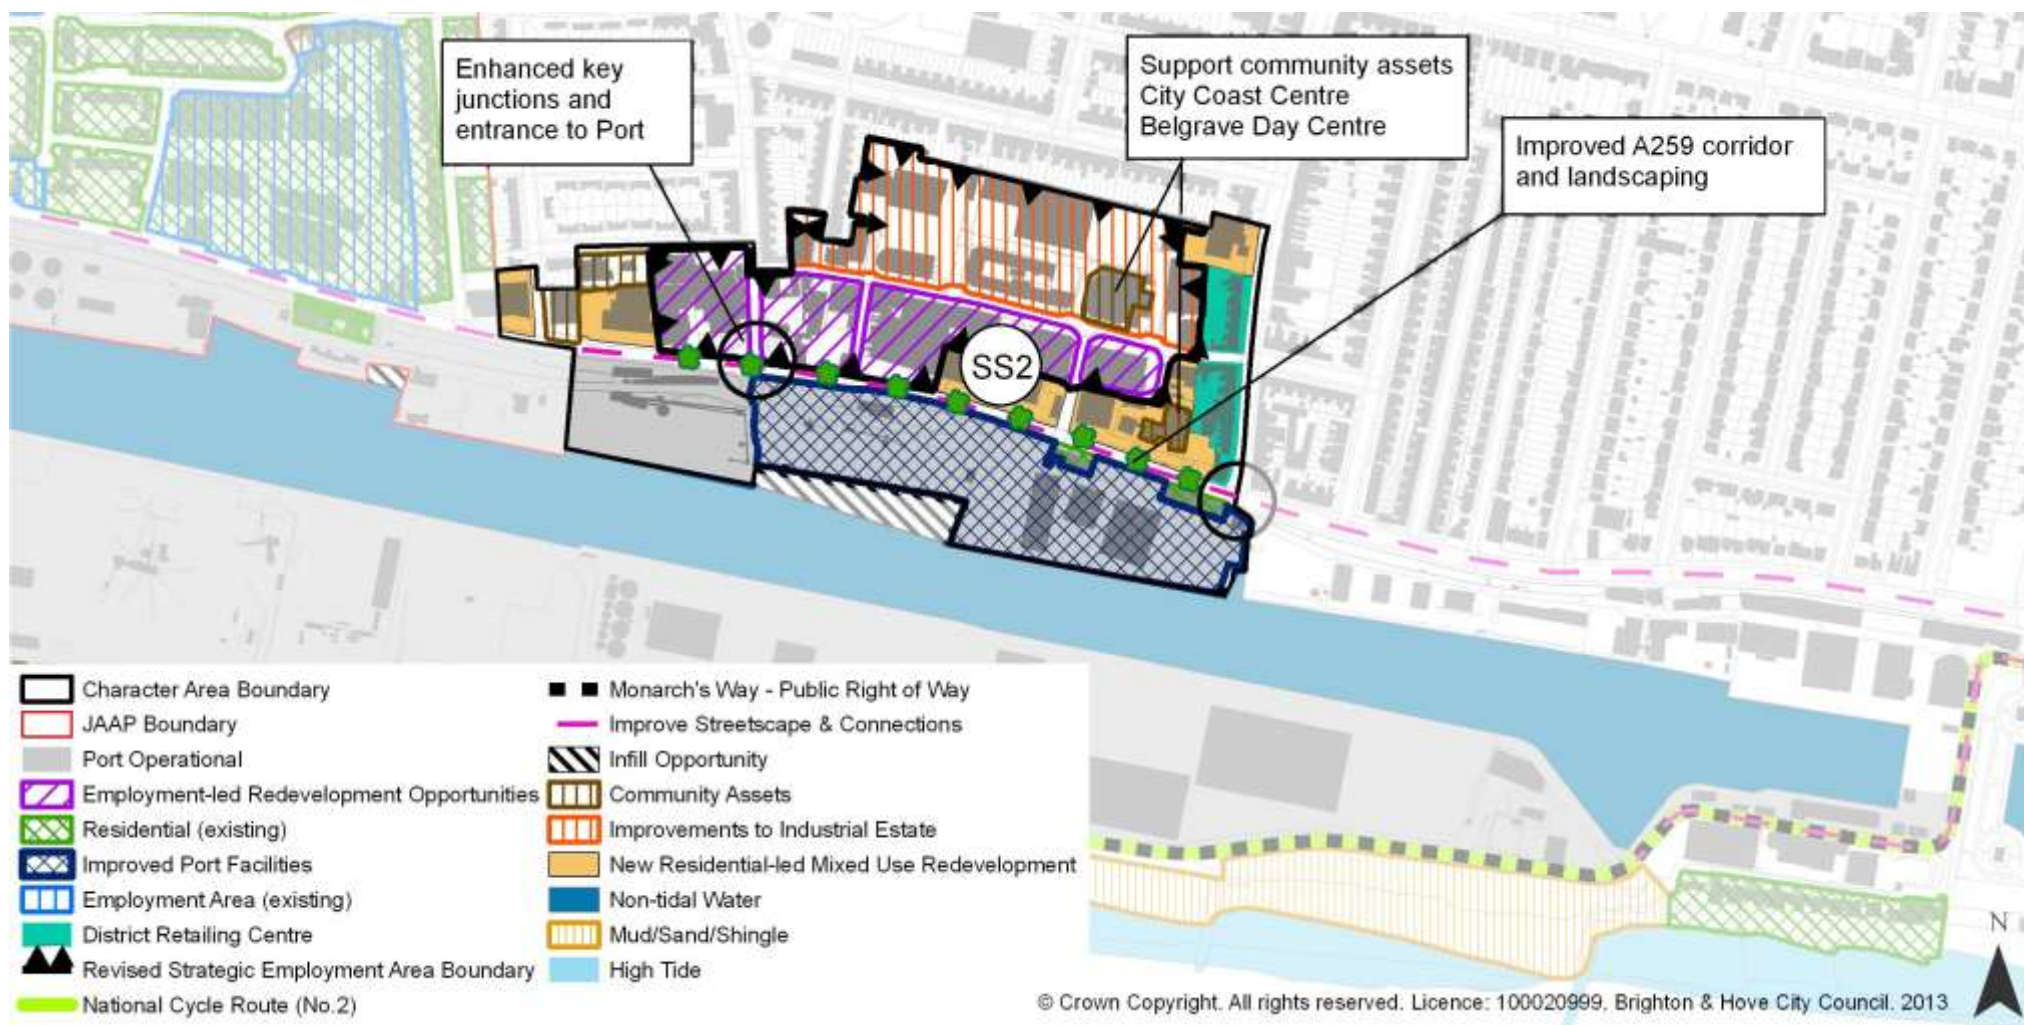 Enhanced key
junctions and
entrance to Port
Support community assets
City Coast Centre
Belgrave Day Centre
Improved A259 corridor
and landscaping
SS2
Character Area Boundary
JAAP Boundary
Port Operational
Employment-led Redevelopment Opportunities
Residential (existing)
Improved Port Facilities
Employment Area (existing)
District Retailing Centre
Revised Strategic Employment Area Boundary
National Cycle Route (No.2)
Monarch's Way - Public Right of Way
Improve Streetscape & Connections
Infill Opportunity
Community Assets
Improvements to Industrial Estate
New Residential-led Mixed Use Redevelopment
Non-tidal Water
Mud/Sand/Shingle
High Tide
N
© Crown Copyright. All rights reserved. Licence: 100020999. Brighton & Hove City Council. 2013